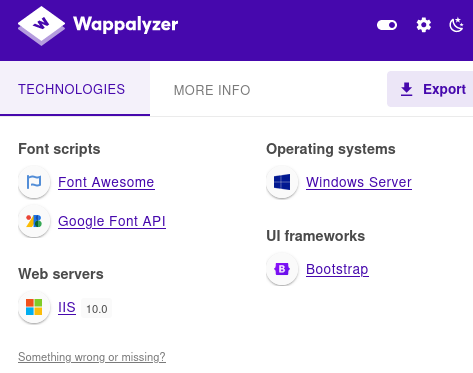 Wappalyzer
TECHNOLOGIES
MORE INFO
Export
Font scripts
Font Awesome
Google Font API
Web servers
IIS 10.0
Operating systems
Windows Server
UI frameworks
Bootstrap
Something wrong or missing?